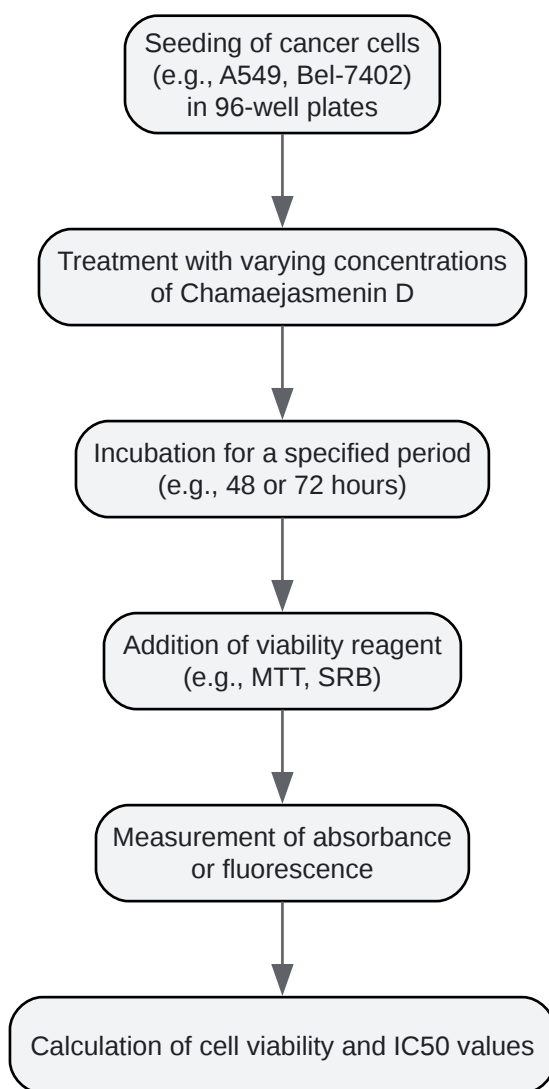 Seeding of cancer cells
(e.g., A549, Bel-7402)
in 96-well plates
Treatment with varying concentrations
of Chamaejasmenin D
Incubation for a specified period
(e.g., 48 or 72 hours)
Addition of viability reagent
(e.g., MTT, SRB)
Measurement of absorbance
or fluorescence
Calculation of cell viability and IC50 values